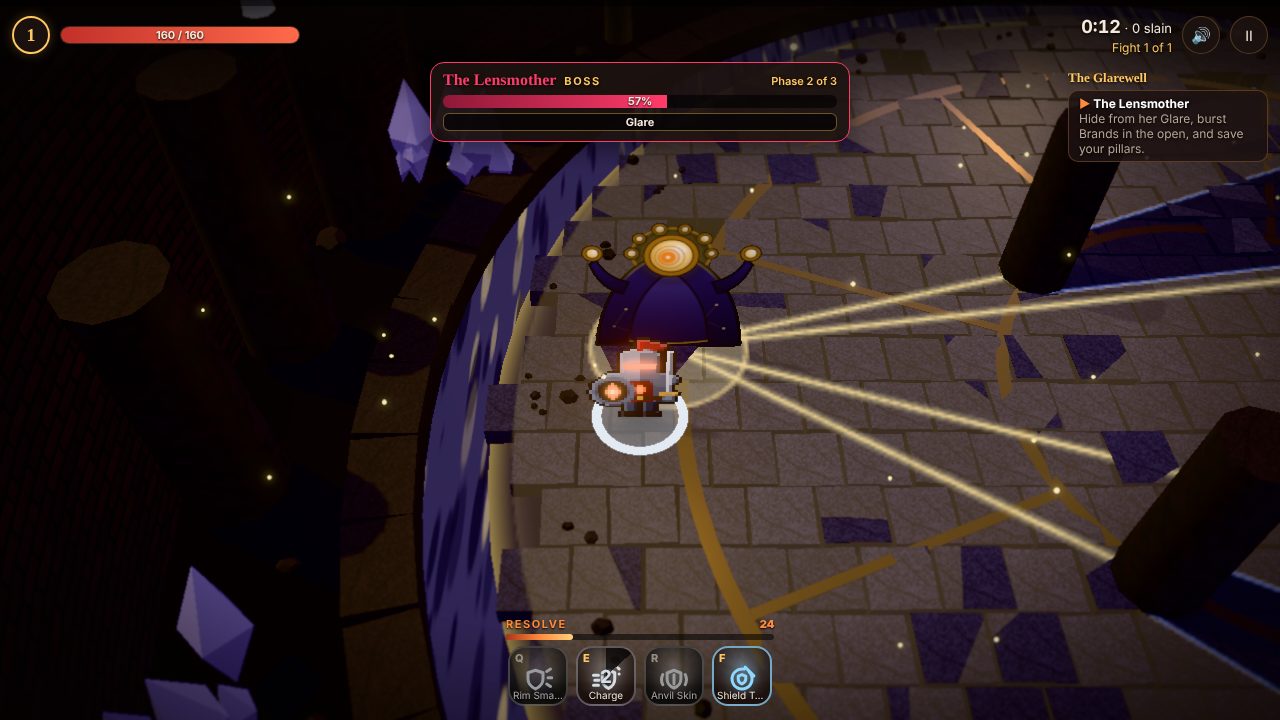 1
160 / 160
0:12 · 0 slain
Fight 1 of 1
The Lensmother BOSS
Phase 2 of 3
57%
Glare
The Glarewell
▶ The Lensmother
Hide from her Glare, burst
Brands in the open, and save
your pillars.
RESOLVE 24
Q
Rim Sma...
E
2
Charge
R
Anvil Skin
F
Shield T...